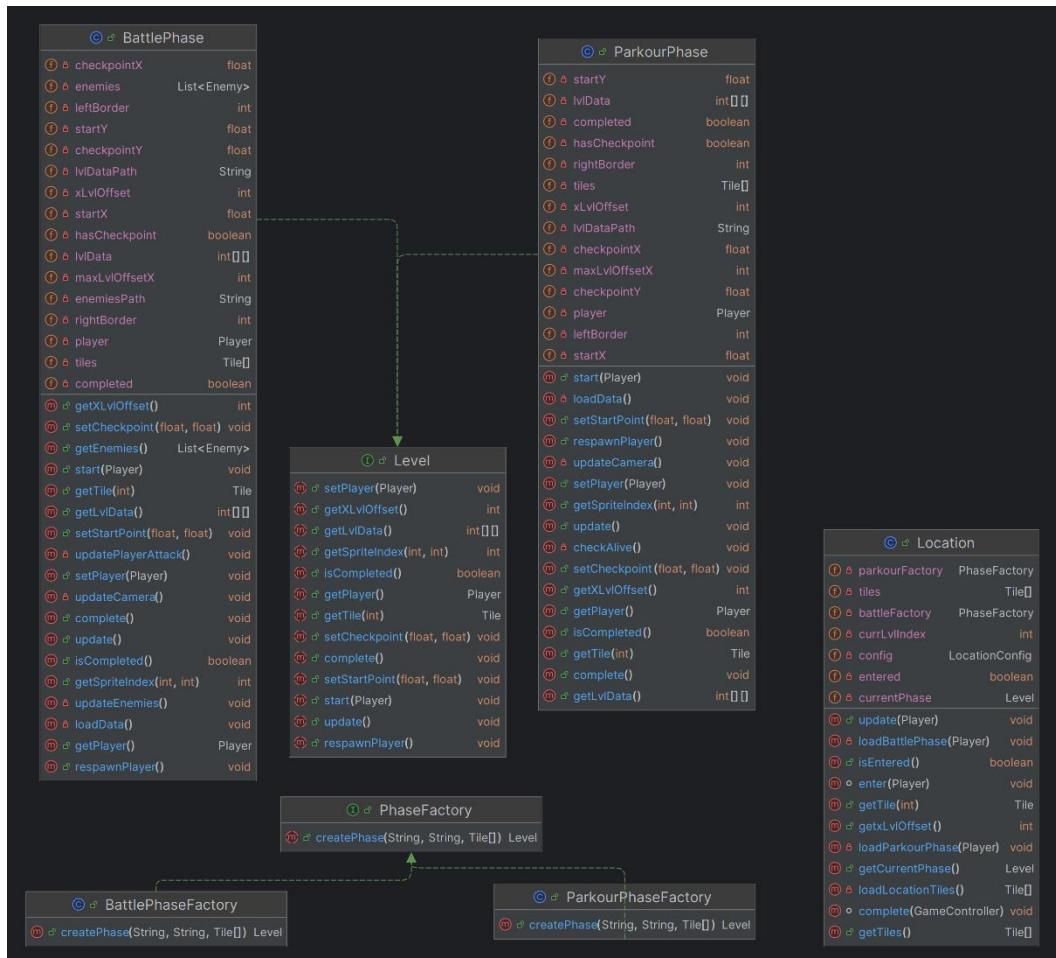 BattlePhase
checkpointX float
enemies List<Enemy>
leftBorder int
startY float
checkpointY float
lvlDataPath String
xLvlOffset int
startX float
hasCheckpoint boolean
lvlData int[][]
maxLvlOffsetX int
enemiesPath String
rightBorder int
player Player
tiles Tile[]
completed boolean
getXLvlOffset() int
setCheckpoint(float, float) void
getEnemies() List<Enemy>
start(Player) void
getTile(int) Tile
getLvlData() int[][]
setStartPoint(float, float) void
updatePlayerAttack() void
setPlayer(Player) void
updateCamera() void
complete() void
update() void
isCompleted() boolean
getSpriteIndex(int, int) int
updateEnemies() void
loadData() void
getPlayer() Player
respawnPlayer() void
ParkourPhase
startY float
lvlData int[][]
completed boolean
hasCheckpoint boolean
rightBorder int
tiles Tile[]
xLvlOffset int
lvlDataPath String
checkpointX float
maxLvlOffsetX int
checkpointY float
player Player
leftBorder int
startX float
start(Player) void
loadData() void
setStartPoint(float, float) void
respawnPlayer() void
updateCamera() void
setPlayer(Player) void
getSpriteIndex(int, int) int
update() void
checkAlive() void
setCheckpoint(float, float) void
getXLvlOffset() int
getPlayer() Player
isCompleted() boolean
getTile(int) Tile
complete() void
getLvlData() int[][]
Level
setPlayer(Player) void
getXLvlOffset() int
getLvlData() int[][]
getSpriteIndex(int, int) int
isCompleted() boolean
getPlayer() Player
getTile(int) Tile
setCheckpoint(float, float) void
complete() void
setStartPoint(float, float) void
start(Player) void
update() void
respawnPlayer() void
Location
parkourFactory PhaseFactory
tiles Tile[]
battleFactory PhaseFactory
currLvlIndex int
config LocationConfig
entered boolean
currentPhase Level
update(Player) void
loadBattlePhase(Player) void
isEntered() boolean
enter(Player) void
getTile(int) Tile
getxLvlOffset() int
loadParkourPhase(Player) void
getCurrentPhase() Level
loadLocationTiles() Tile[]
complete(GameController) void
getTiles() Tile[]
PhaseFactory
createPhase(String, String, Tile[]) Level
BattlePhaseFactory
createPhase(String, String, Tile[]) Level
ParkourPhaseFactory
createPhase(String, String, Tile[]) Level